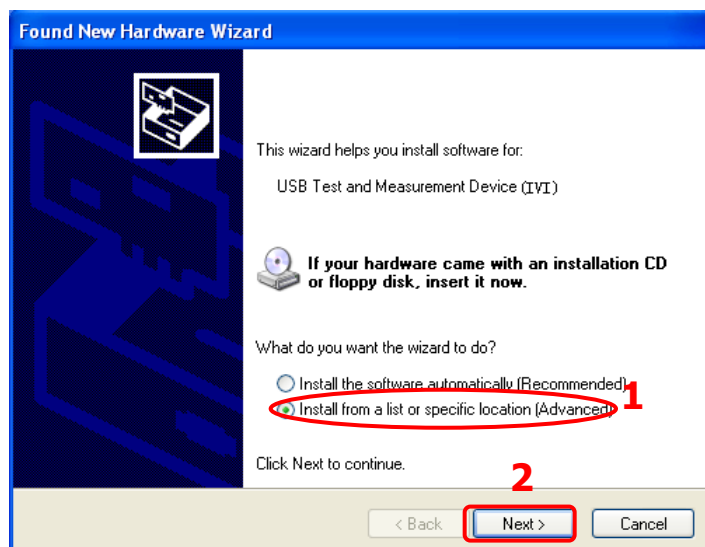 Found New Hardware Wizard
This wizard helps you install software for:
USB Test and Measurement Device (IVI)
If your hardware came with an installation CD
or floppy disk, insert it now.
What do you want the wizard to do?
Install the software automatically (Recommended)
Install from a list or specific location (Advanced)
1
Click Next to continue.
2
< Back
Next >
Cancel